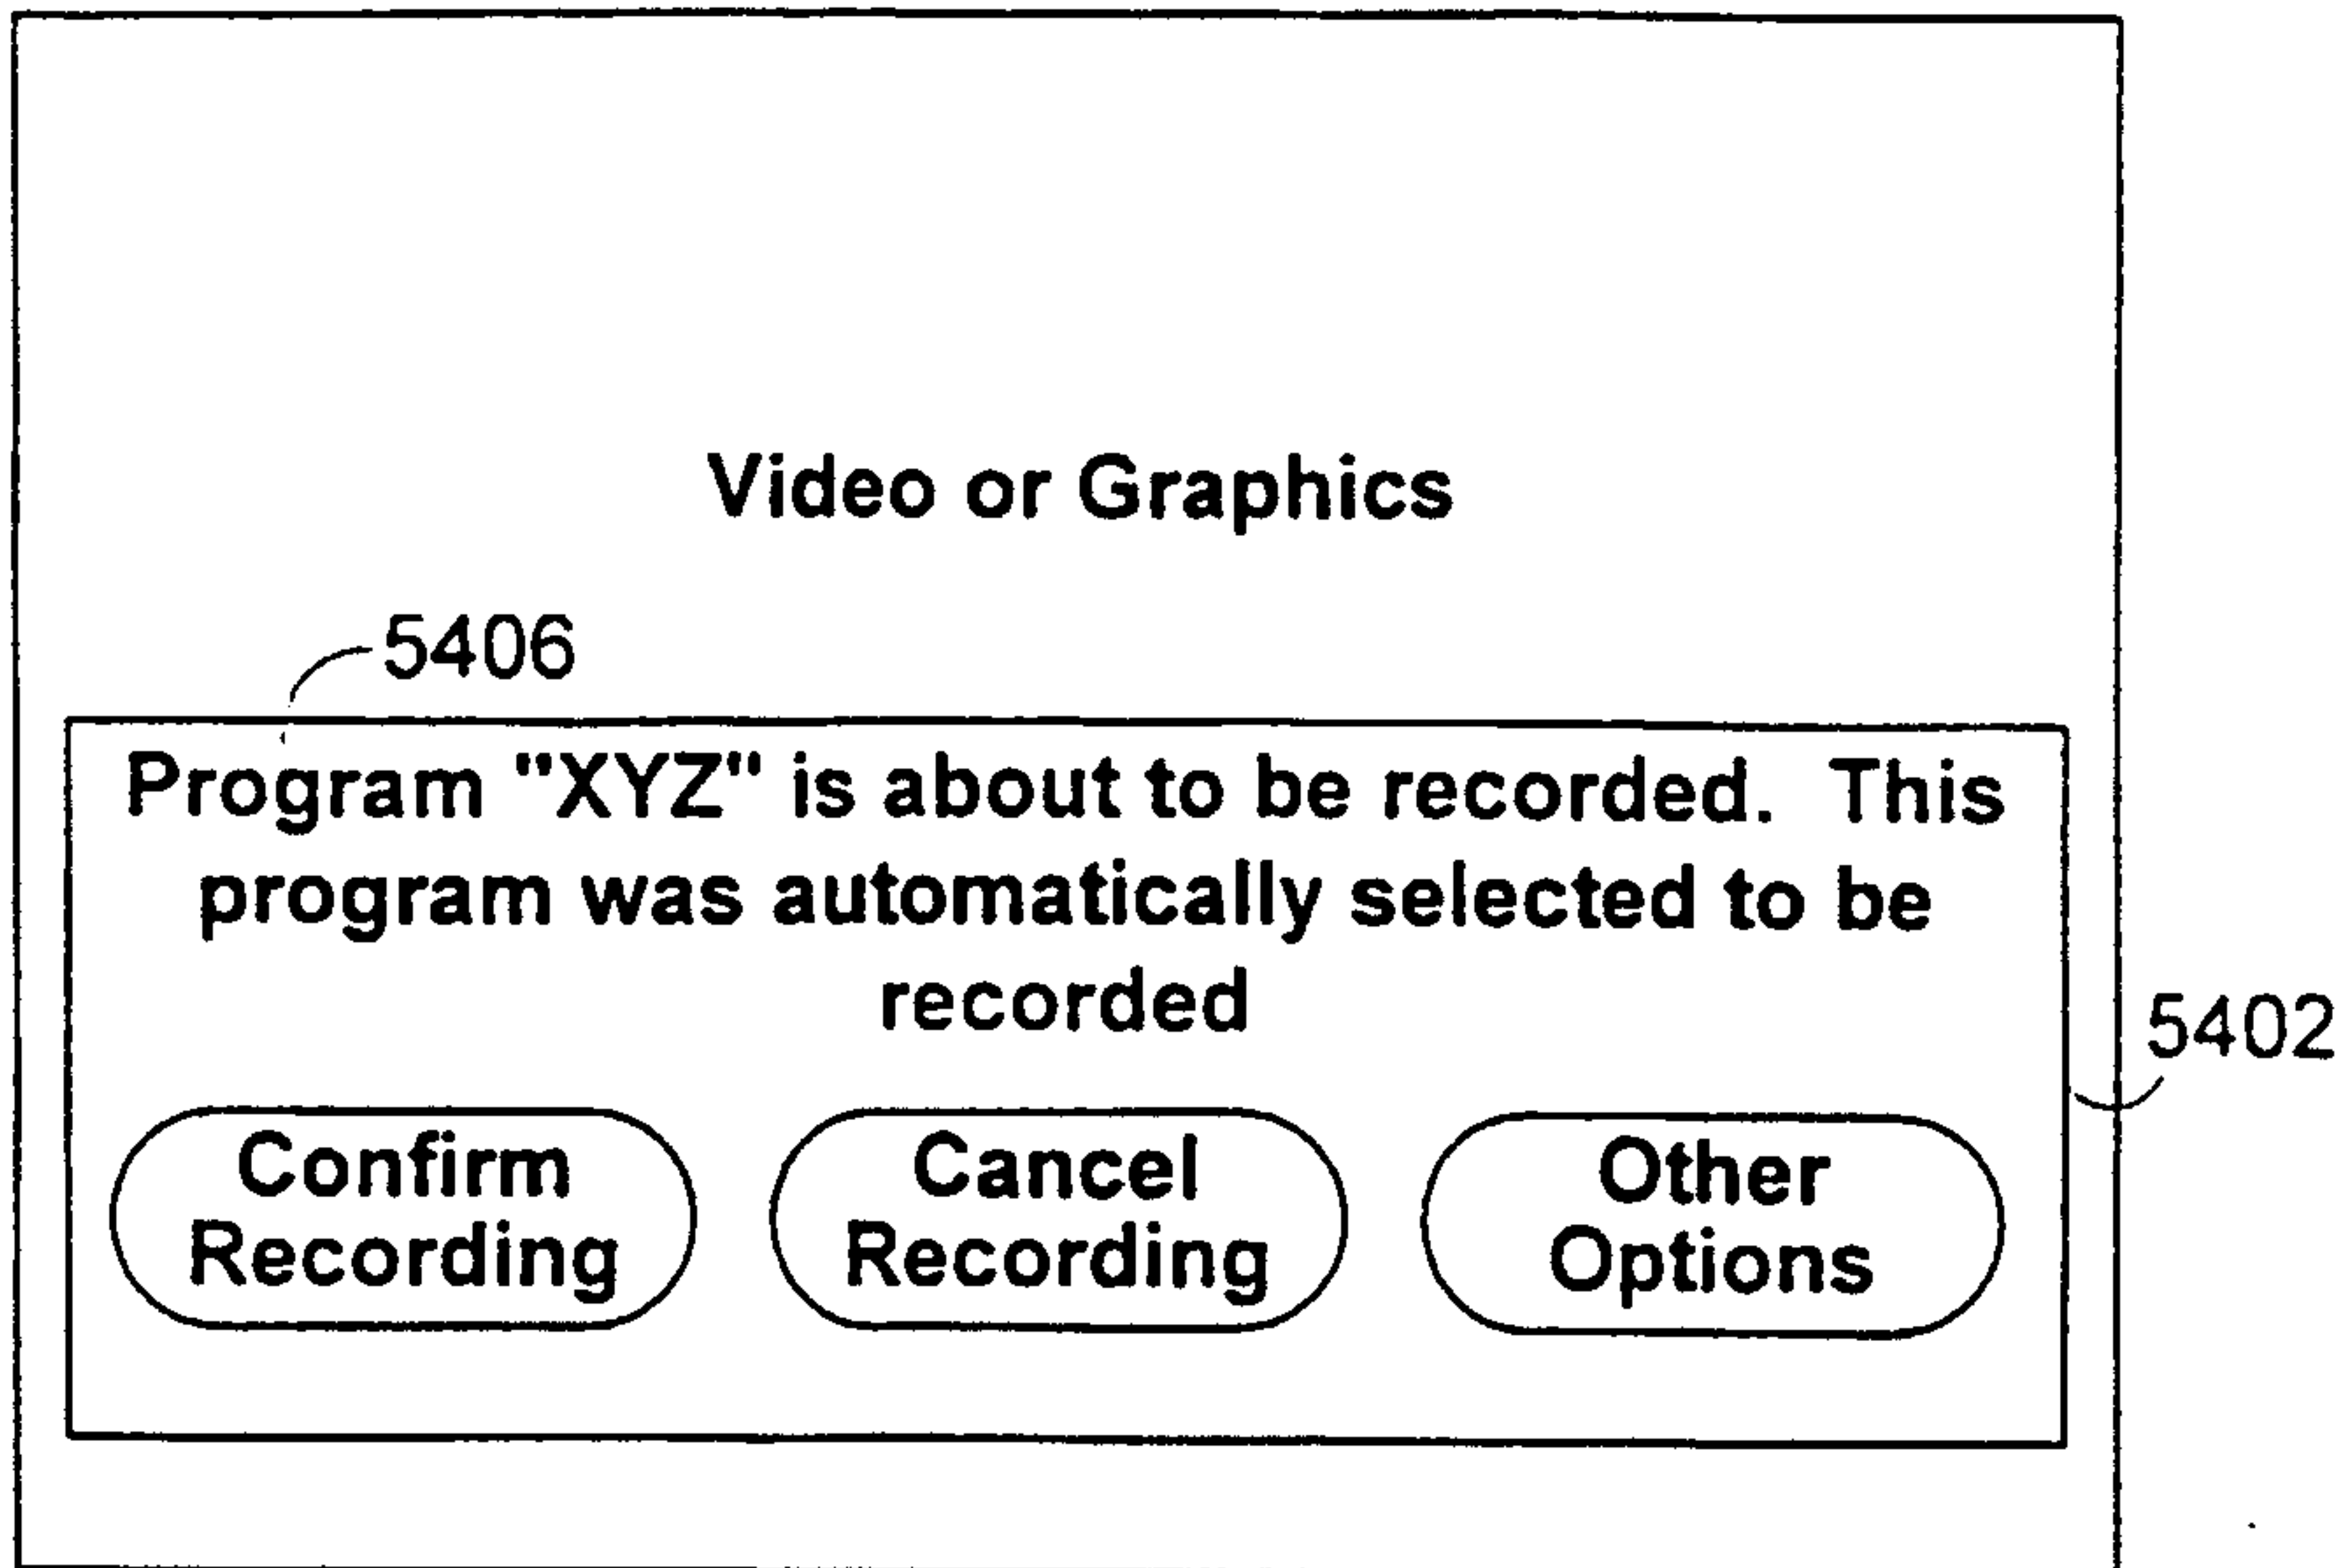 Video or Graphics
5406
Program "XYZ" is about to be recorded. This
program was automatically selected to be
recorded
5402
Confirm
Recording
Cancel
Recording
Other
Options